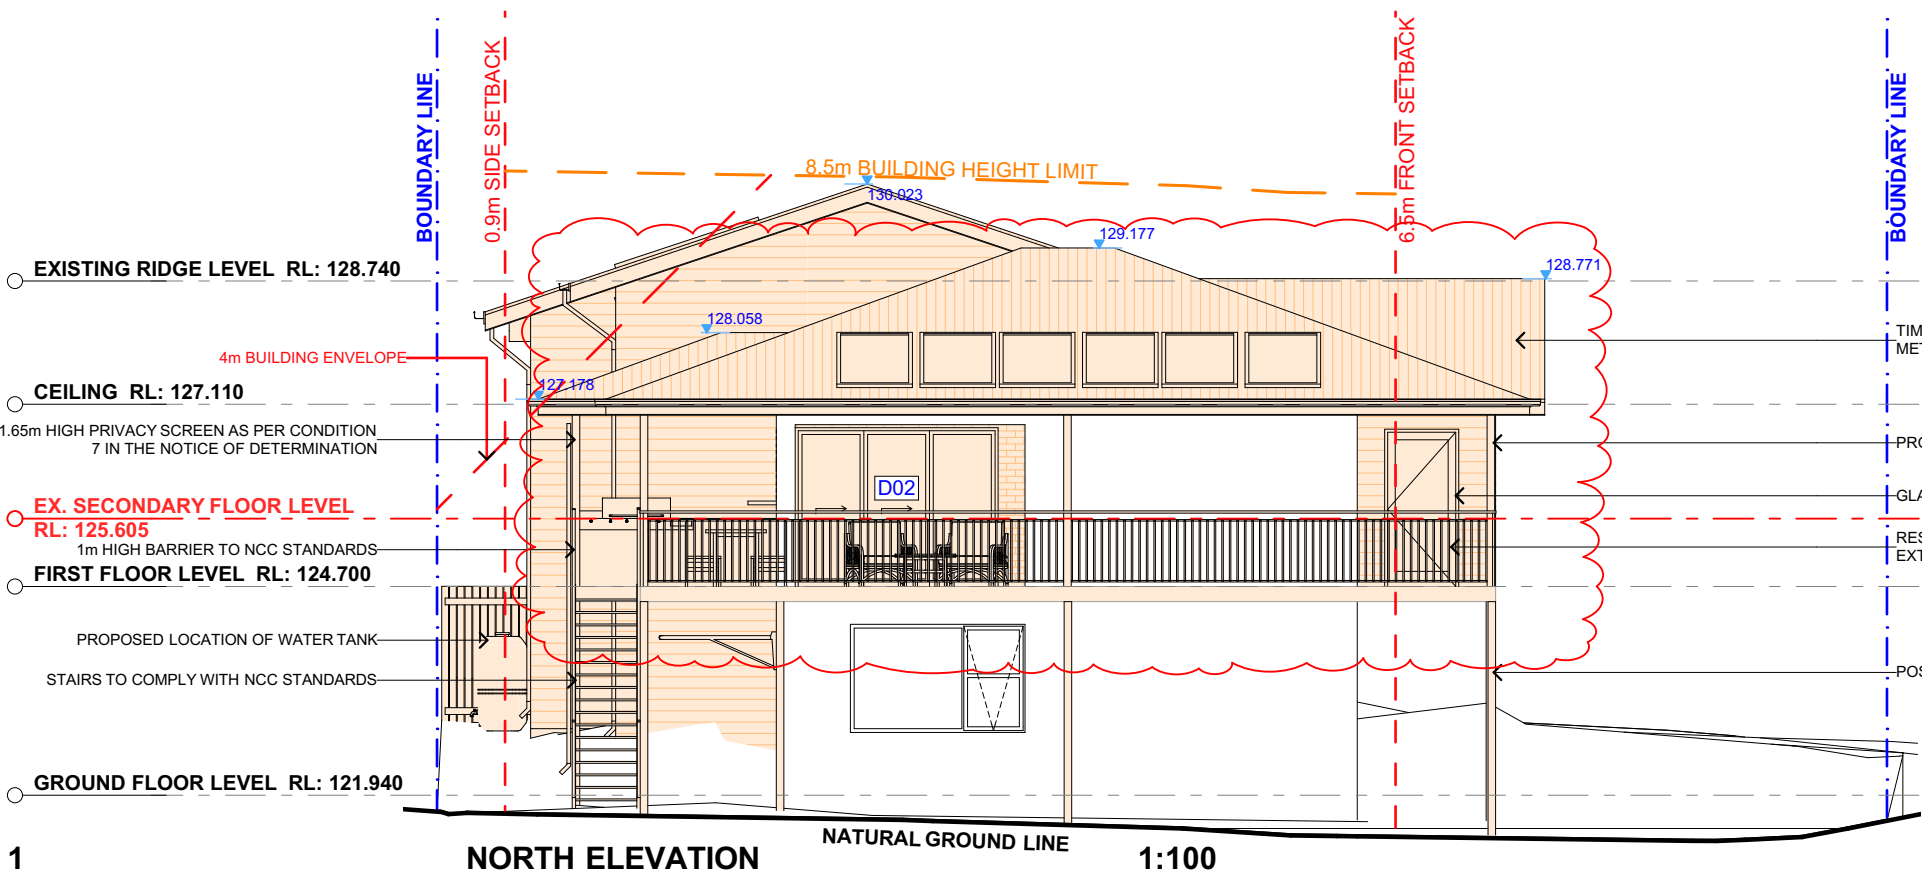 BOUNDARY LINE
0.9m SIDE SETBACK
8.5m BUILDING HEIGHT LIMIT
6.5m FRONT SETBACK
BOUNDARY LINE
130.023
129.177
128.771
128.058
127.178
EXISTING RIDGE LEVEL RL: 128.740
4m BUILDING ENVELOPE
CEILING RL: 127.110
1.65m HIGH PRIVACY SCREEN AS PER CONDITION
7 IN THE NOTICE OF DETERMINATION
EX. SECONDARY FLOOR LEVEL
RL: 125.605
1m HIGH BARRIER TO NCC STANDARDS
FIRST FLOOR LEVEL RL: 124.700
PROPOSED LOCATION OF WATER TANK
STAIRS TO COMPLY WITH NCC STANDARDS
GROUND FLOOR LEVEL RL: 121.940
D02
TIM
MET
PRO
GLA
RES
EXT
POS
NATURAL GROUND LINE
1
NORTH ELEVATION
1:100